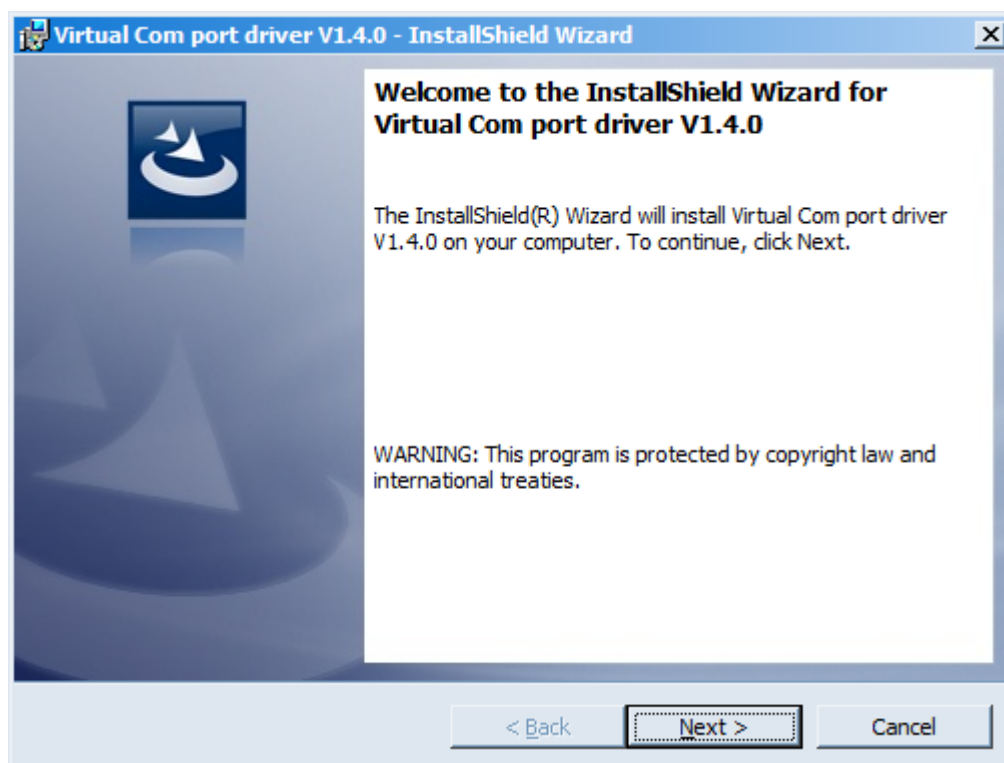 Virtual Com port driver V1.4.0 - InstallShield Wizard
Welcome to the InstallShield Wizard for
Virtual Com port driver V1.4.0
The InstallShield(R) Wizard will install Virtual Com port driver
V1.4.0 on your computer. To continue, click Next.
WARNING: This program is protected by copyright law and
international treaties.
< Back
Next >
Cancel